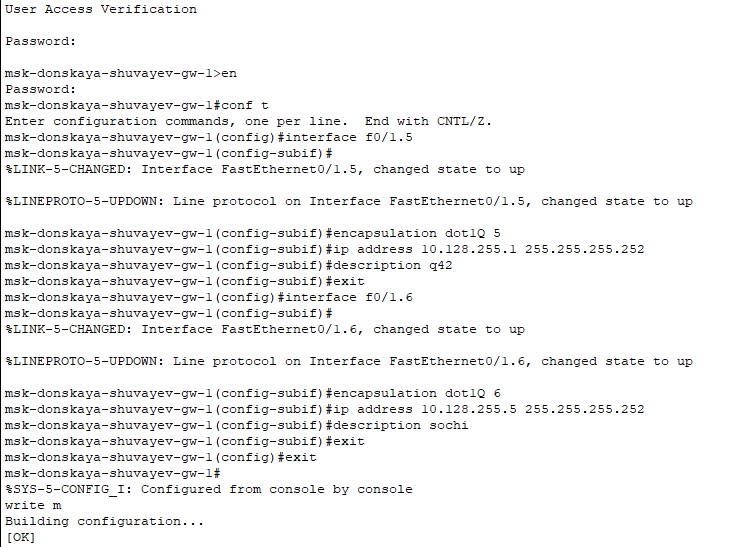 User Access Verification
Password:
msk-donskaya-shuvayev-gw-1>en
Password:
msk-donskaya-shuvayev-gw-1#conf t
Enter configuration commands, one per line.  End with CNTL/Z.
msk-donskaya-shuvayev-gw-1(config)#interface f0/1.5
msk-donskaya-shuvayev-gw-1(config-subif)#
%LINK-5-CHANGED: Interface FastEthernet0/1.5, changed state to up
%LINEPROTO-5-UPDOWN: Line protocol on Interface FastEthernet0/1.5, changed state to up
msk-donskaya-shuvayev-gw-1(config-subif)#encapsulation dot1Q 5
msk-donskaya-shuvayev-gw-1(config-subif)#ip address 10.128.255.1 255.255.255.252
msk-donskaya-shuvayev-gw-1(config-subif)#description q42
msk-donskaya-shuvayev-gw-1(config-subif)#exit
msk-donskaya-shuvayev-gw-1(config)#interface f0/1.6
msk-donskaya-shuvayev-gw-1(config-subif)#
%LINK-5-CHANGED: Interface FastEthernet0/1.6, changed state to up
%LINEPROTO-5-UPDOWN: Line protocol on Interface FastEthernet0/1.6, changed state to up
msk-donskaya-shuvayev-gw-1(config-subif)#encapsulation dot1Q 6
msk-donskaya-shuvayev-gw-1(config-subif)#ip address 10.128.255.5 255.255.255.252
msk-donskaya-shuvayev-gw-1(config-subif)#description sochi
msk-donskaya-shuvayev-gw-1(config-subif)#exit
msk-donskaya-shuvayev-gw-1(config)#exit
msk-donskaya-shuvayev-gw-1#
%SYS-5-CONFIG_I: Configured from console by console
write m
Building configuration...
[OK]